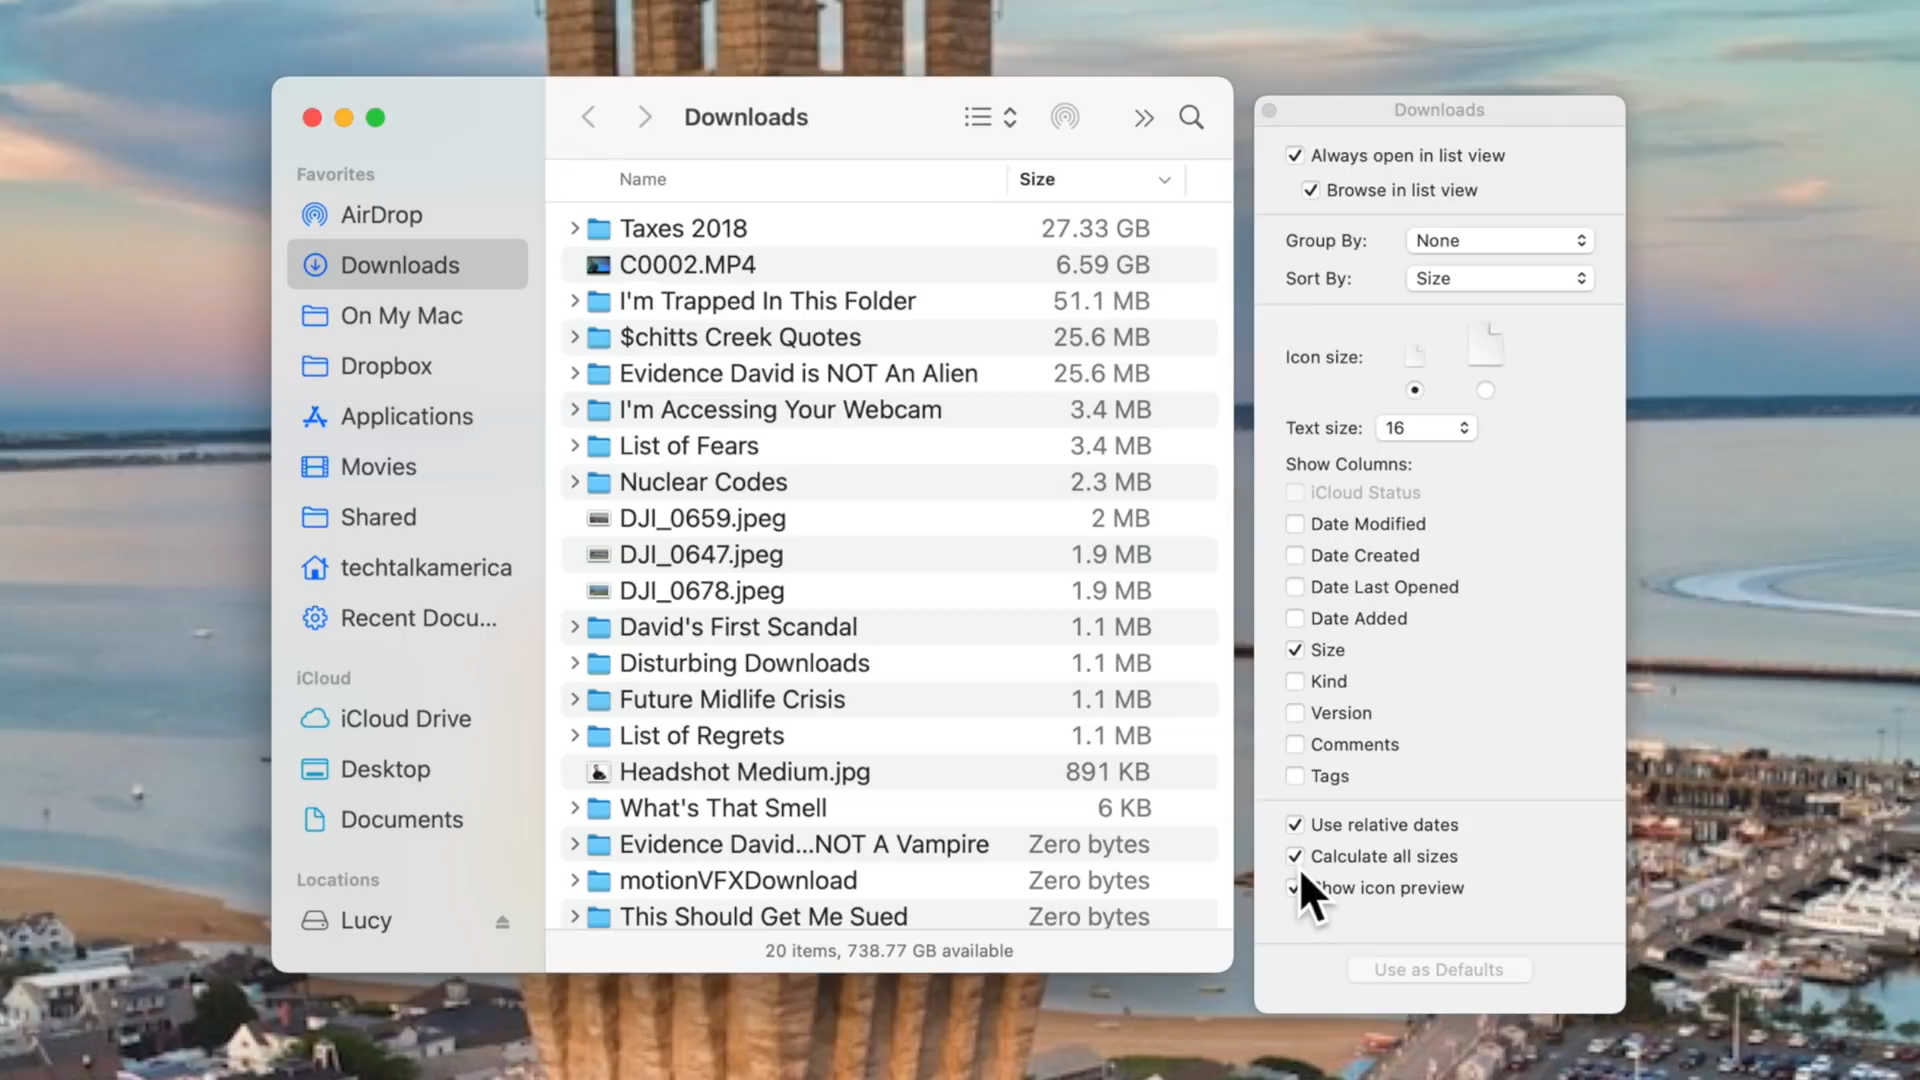 Favorites
AirDrop
Downloads
On My Mac
Dropbox
Applications
Movies
Shared
techtalkamerica
Recent Docu...
iCloud
iCloud Drive
Desktop
Documents
Locations
Lucy
Downloads
Name Size
Taxes 2018 27.33 GB
C0002.MP4 6.59 GB
I'm Trapped In This Folder 51.1 MB
$chitts Creek Quotes 25.6 MB
Evidence David is NOT An Alien 25.6 MB
I'm Accessing Your Webcam 3.4 MB
List of Fears 3.4 MB
Nuclear Codes 2.3 MB
DJI_0659.jpeg 2 MB
DJI_0647.jpeg 1.9 MB
DJI_0678.jpeg 1.9 MB
David's First Scandal 1.1 MB
Disturbing Downloads 1.1 MB
Future Midlife Crisis 1.1 MB
List of Regrets 1.1 MB
Headshot Medium.jpg 891 KB
What's That Smell 6 KB
Evidence David...NOT A Vampire Zero bytes
motionVFXDownload Zero bytes
This Should Get Me Sued Zero bytes
20 items, 738.77 GB available
Downloads
Always open in list view
Browse in list view
Group By: None
Sort By: Size
Icon size:
Text size: 16
Show Columns:
iCloud Status
Date Modified
Date Created
Date Last Opened
Date Added
Size
Kind
Version
Comments
Tags
Use relative dates
Calculate all sizes
Show icon preview
Use as Defaults